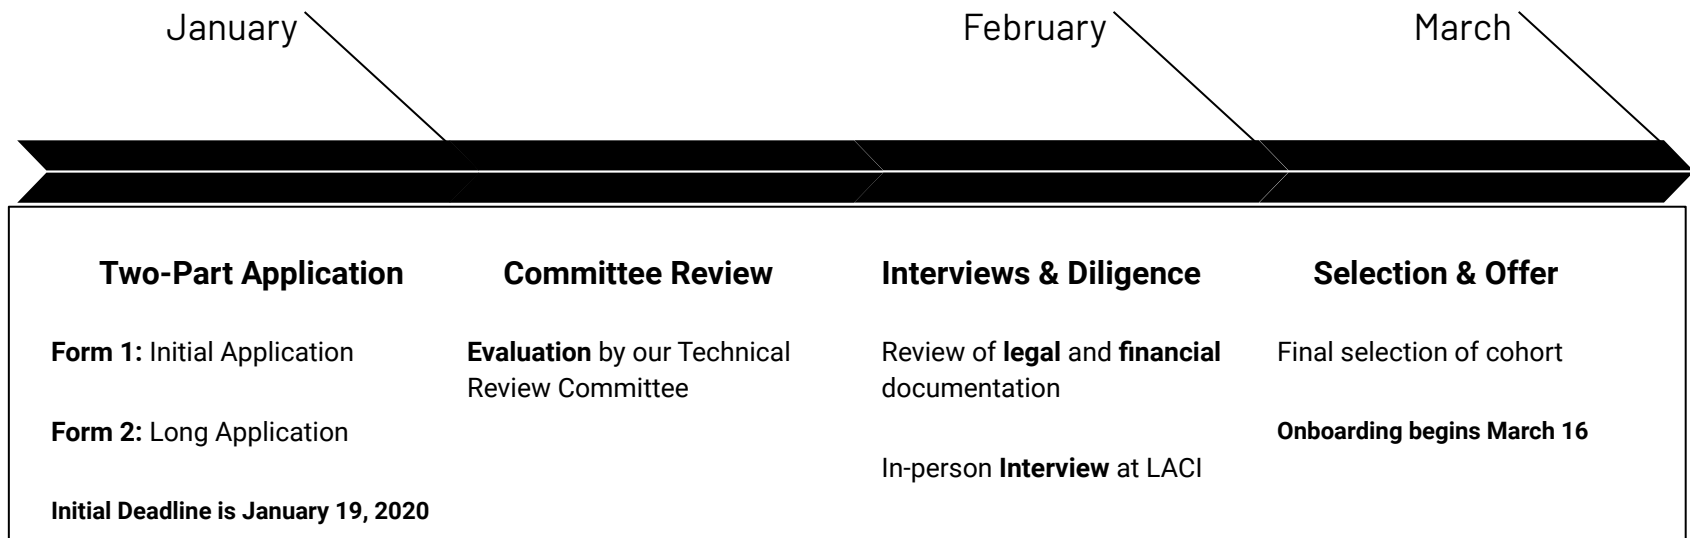 January
February
March
Two-Part Application
Form 1: Initial Application
Form 2: Long Application
Initial Deadline is January 19, 2020
Committee Review
Evaluation by our Technical
Review Committee
Interviews & Diligence
Review of legal and financial
documentation
In-person Interview at LACI
Selection & Offer
Final selection of cohort
Onboarding begins March 16